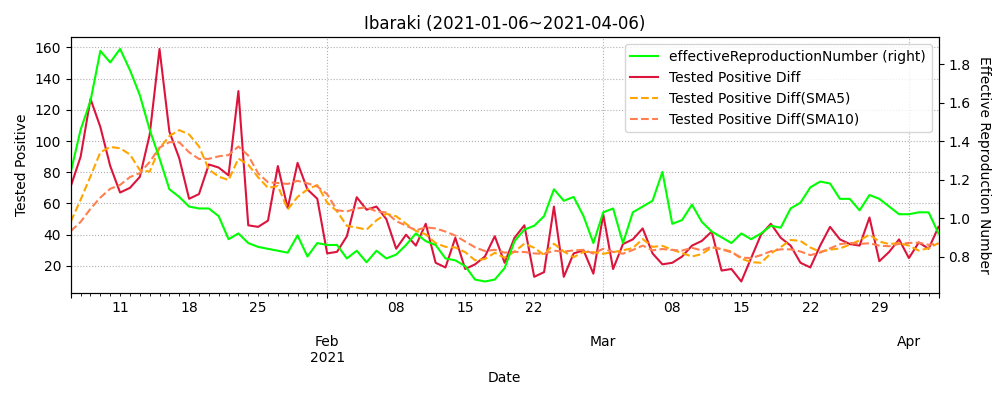 Ibaraki (2021-01-06~2021-04-06)
effectiveReproductionNumber (right)
Tested Positive Diff
Tested Positive Diff(SMA5)
Tested Positive Diff(SMA10)
Tested Positive
160
140
120
100
80
60
40
20
1.8
1.6
1.4
1.2
1.0
0.8
Effective Reproduction Number
11 18 25 08 15 22 08 15 22 29
Feb Mar Apr
2021
Date